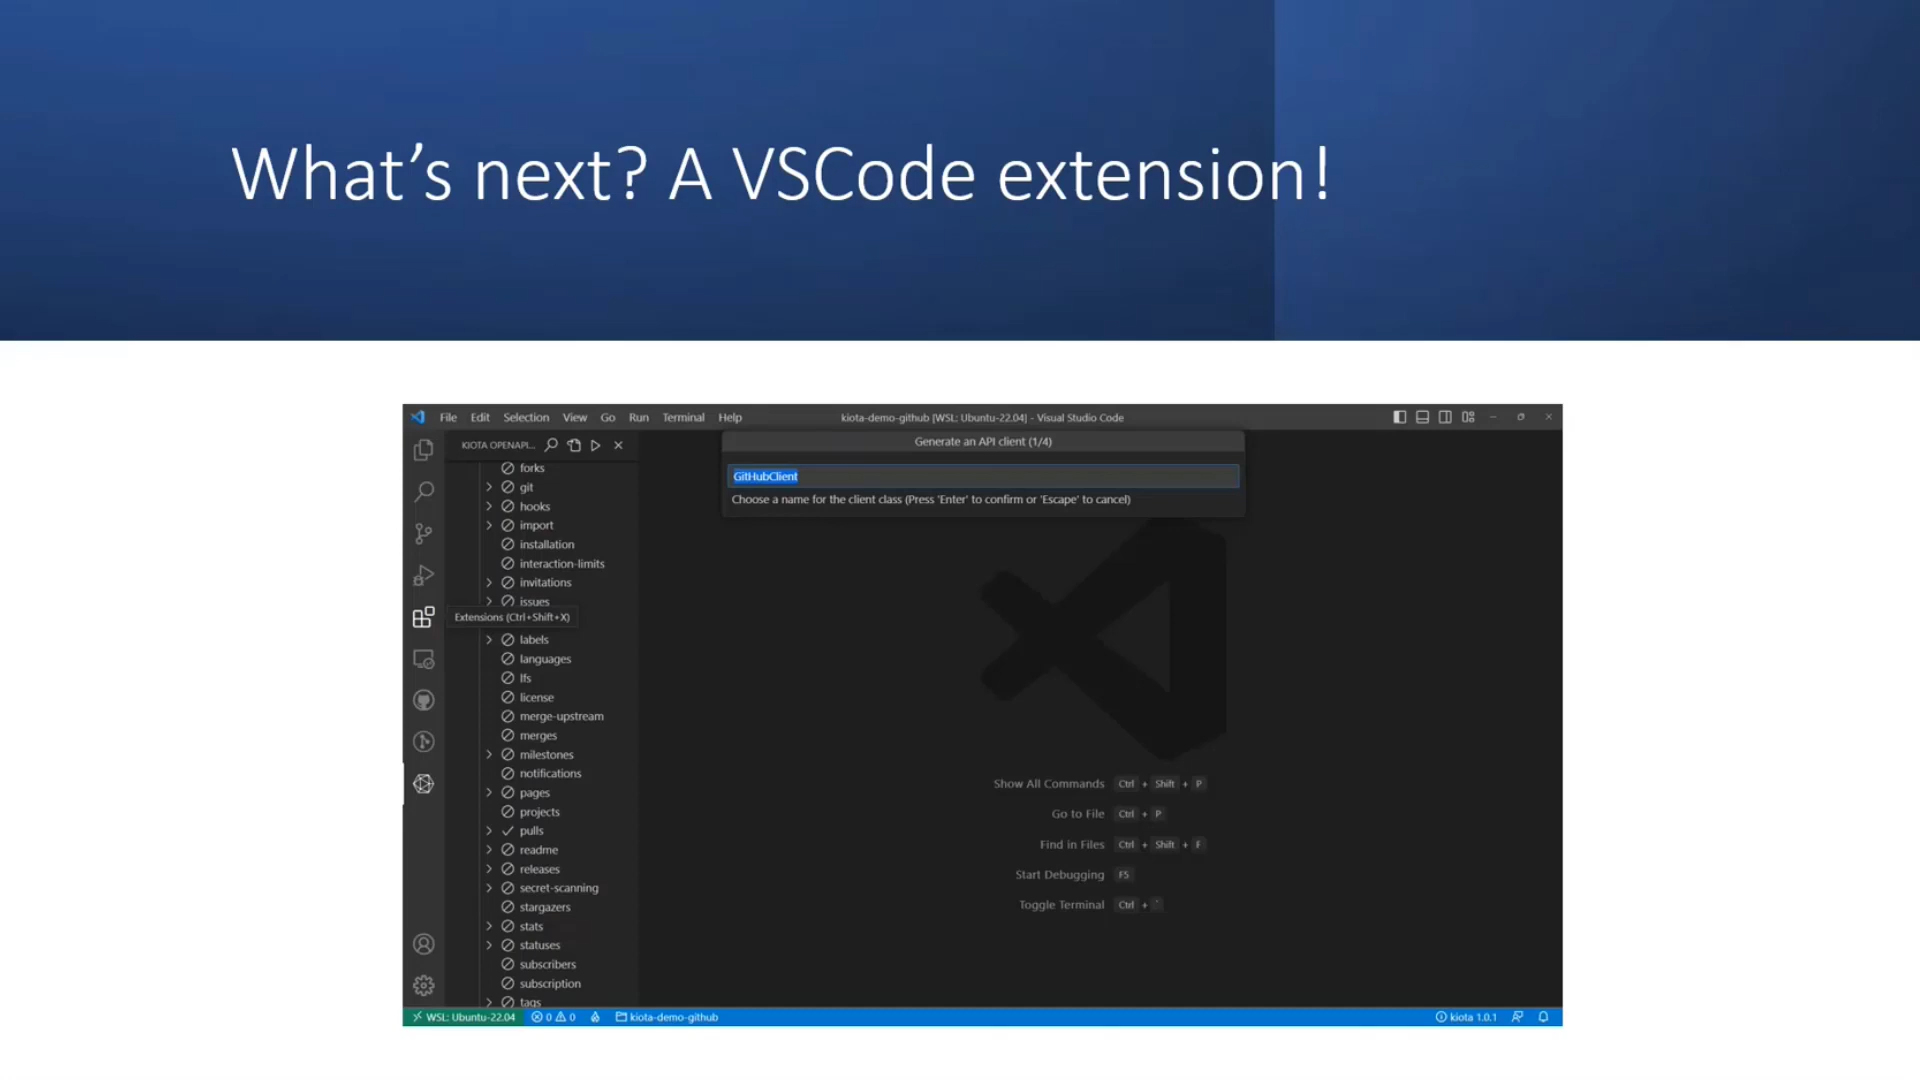 What's next? A VSCode extension!
File Edit Selection View Go Run Terminal Help
kiota-demo-github [WSL: Ubuntu-22.04] - Visual Studio Code
KIOTA OPENAPI...
Generate an API client (1/4)
GitHubClient
Choose a name for the client class (Press 'Enter' to confirm or 'Escape' to cancel)
forks
git
hooks
import
installation
interaction-limits
invitations
issues
Extensions (Ctrl+Shift+X)
labels
languages
lfs
license
merge-upstream
merges
milestones
notifications
pages
projects
pulls
readme
releases
secret-scanning
stargazers
stats
statuses
subscribers
subscription
tags
Show All Commands Ctrl + Shift + P
Go to File Ctrl + P
Find in Files Ctrl + Shift + F
Start Debugging F5
Toggle Terminal Ctrl + `
WSL: Ubuntu-22.04 0 0 kiota-demo-github
kiota 1.0.1